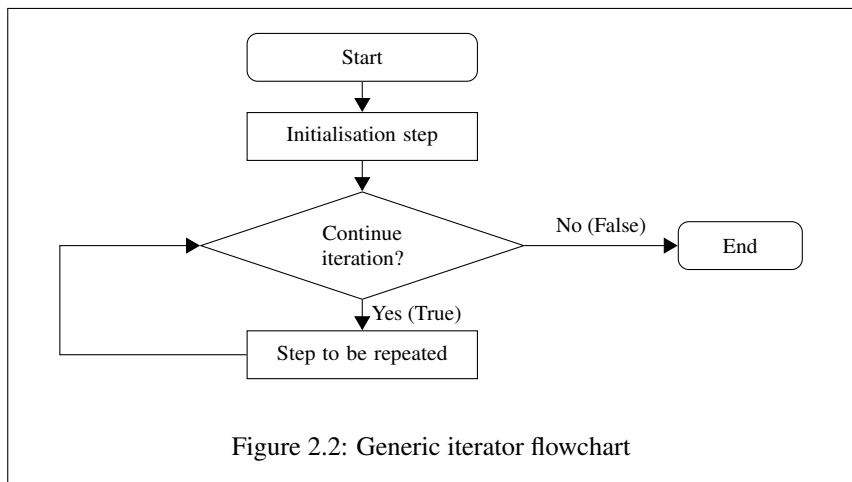 Start
Initialisation step
Continue
iteration?
No (False)
End
Yes (True)
Step to be repeated
Figure 2.2: Generic iterator flowchart